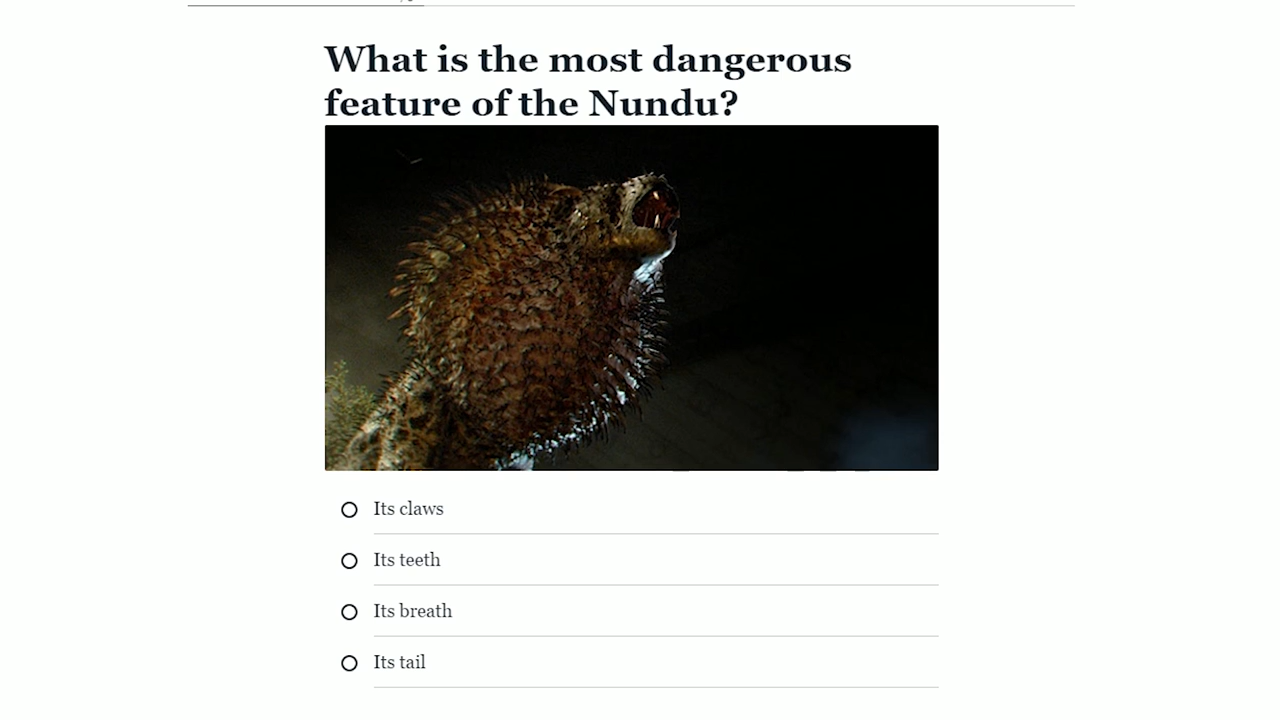 What is the most dangerous
feature of the Nundu?
Its claws
Its teeth
Its breath
Its tail